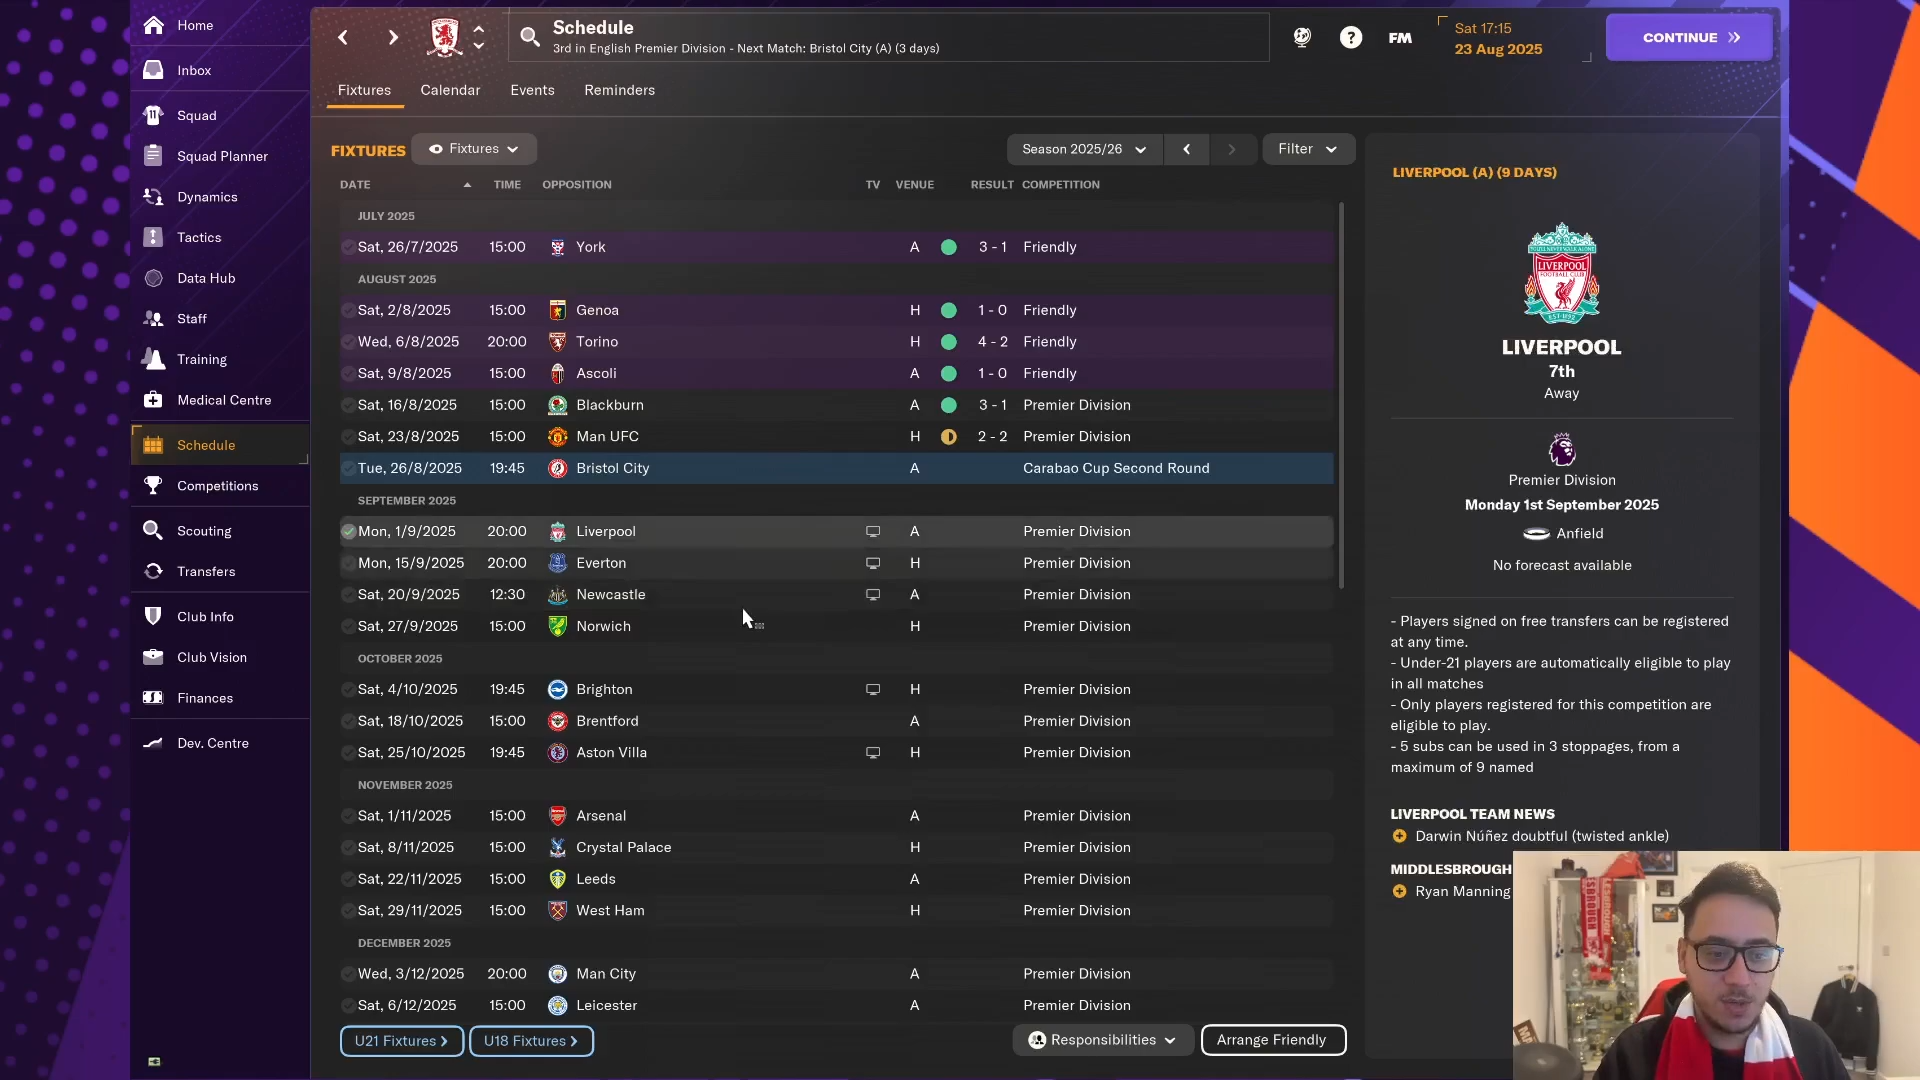 Home
Inbox
Squad
Squad Planner
Dynamics
Tactics
Data Hub
Staff
Training
Medical Centre
Schedule
Competitions
Scouting
Transfers
Club Info
Club Vision
Finances
Dev. Centre
Schedule
3rd in English Premier Division - Next Match: Bristol City (A) (3 days)
? FM
Sat 17:15
23 Aug 2025
CONTINUE
Fixtures Calendar Events Reminders
FIXTURES Fixtures Season 2025/26 Filter
DATE TIME OPPOSITION TV VENUE RESULT COMPETITION
JULY 2025
Sat, 26/7/2025 15:00 York A 3 - 1 Friendly
AUGUST 2025
Sat, 2/8/2025 15:00 Genoa H 1 - 0 Friendly
Wed, 6/8/2025 20:00 Torino H 4 - 2 Friendly
Sat, 9/8/2025 15:00 Ascoli A 1 - 0 Friendly
Sat, 16/8/2025 15:00 Blackburn A 3 - 1 Premier Division
Sat, 23/8/2025 15:00 Man UFC H 2 - 2 Premier Division
Tue, 26/8/2025 19:45 Bristol City A Carabao Cup Second Round
SEPTEMBER 2025
Mon, 1/9/2025 20:00 Liverpool A Premier Division
Mon, 15/9/2025 20:00 Everton H Premier Division
Sat, 20/9/2025 12:30 Newcastle A Premier Division
Sat, 27/9/2025 15:00 Norwich H Premier Division
OCTOBER 2025
Sat, 4/10/2025 19:45 Brighton H Premier Division
Sat, 18/10/2025 15:00 Brentford A Premier Division
Sat, 25/10/2025 19:45 Aston Villa H Premier Division
NOVEMBER 2025
Sat, 1/11/2025 15:00 Arsenal A Premier Division
Sat, 8/11/2025 15:00 Crystal Palace H Premier Division
Sat, 22/11/2025 15:00 Leeds A Premier Division
Sat, 29/11/2025 15:00 West Ham H Premier Division
DECEMBER 2025
Wed, 3/12/2025 20:00 Man City A Premier Division
Sat, 6/12/2025 15:00 Leicester A Premier Division
U21 Fixtures U18 Fixtures Responsibilities Arrange Friendly
LIVERPOOL (A) (9 DAYS)
LIVERPOOL
FOOTBALL CLUB
EST·1892
LIVERPOOL
7th
Away
Premier Division
Monday 1st September 2025
Anfield
No forecast available
- Players signed on free transfers can be registered
at any time.
- Under-21 players are automatically eligible to play
in all matches
- Only players registered for this competition are
eligible to play.
- 5 subs can be used in 3 stoppages, from a
maximum of 9 named
LIVERPOOL TEAM NEWS
Darwin Núñez doubtful (twisted ankle)
MIDDLESBROUGH
Ryan Manning